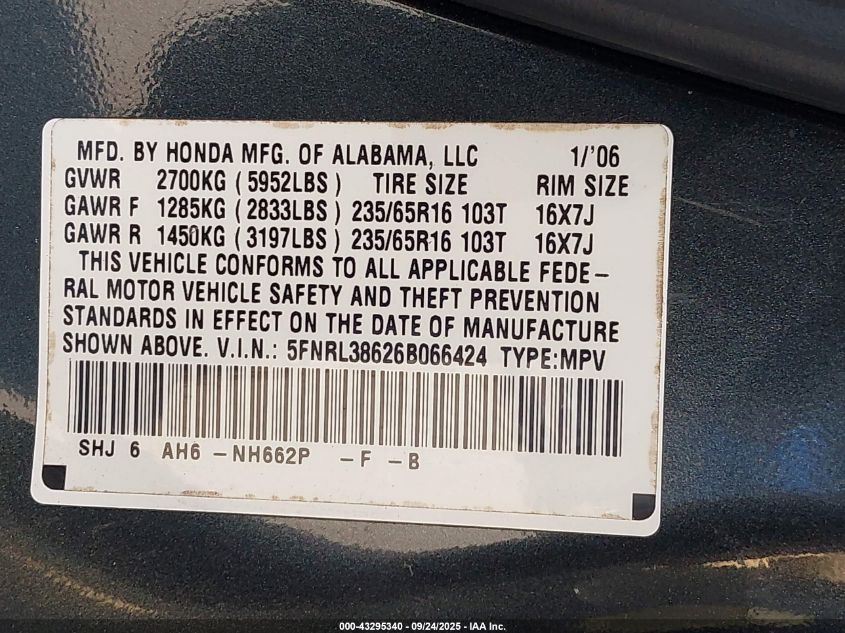 MFD. BY HONDA MFG. OF ALABAMA, LLC 1/'06
GVWR 2700KG (5952LBS) TIRE SIZE RIM SIZE
GAWR F 1285KG (2833LBS) 235/65R16 103T 16X7J
GAWR R 1450KG (3197LBS) 235/65R16 103T 16X7J
THIS VEHICLE CONFORMS TO ALL APPLICABLE FEDE-
RAL MOTOR VEHICLE SAFETY AND THEFT PREVENTION
STANDARDS IN EFFECT ON THE DATE OF MANUFACTURE
SHOWN ABOVE. V.I.N.: 5FNRL38626B066424 TYPE:MPV
SHJ 6 AH6 -NH662P -F -B
000-43295340 - 09/24/2025 - IAA Inc.